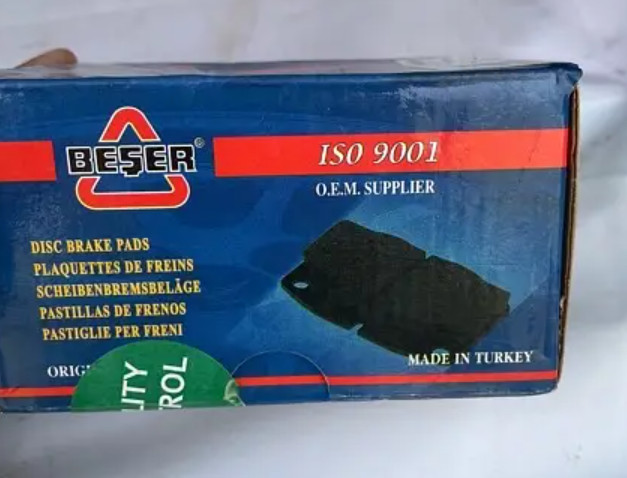 BEŞER®
ISO 9001
O.E.M. SUPPLIER
DISC BRAKE PADS
PLAQUETTES DE FREINS
SCHEIBENBREMSBELÄGE
PASTILLAS DE FRENOS
PASTIGLIE PER FRENI
MADE IN TURKEY